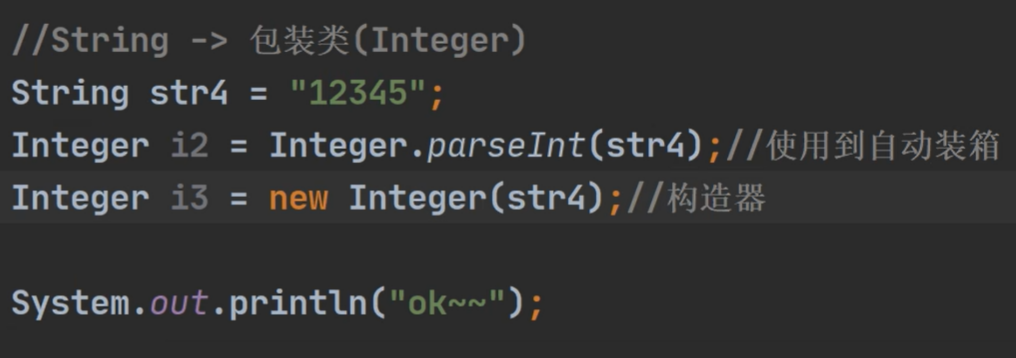 //String -> 包装类(Integer)
String str4 = "12345";
Integer i2 = Integer.parseInt(str4);//使用到自动装箱
Integer i3 = new Integer(str4);//构造器
System.out.println("ok~~");